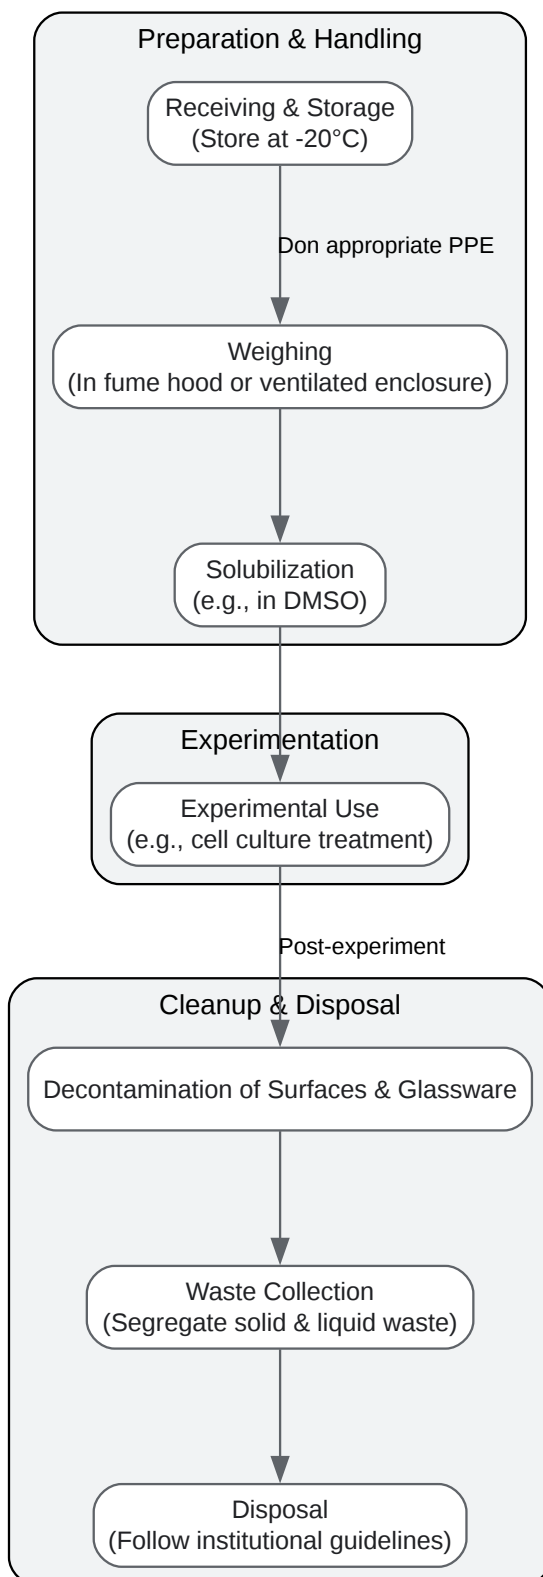 Preparation & Handling
Receiving & Storage
(Store at -20°C)
Don appropriate PPE
Weighing
(In fume hood or ventilated enclosure)
Solubilization
(e.g., in DMSO)
Experimentation
Experimental Use
(e.g., cell culture treatment)
Post-experiment
Cleanup & Disposal
Decontamination of Surfaces & Glassware
Waste Collection
(Segregate solid & liquid waste)
Disposal
(Follow institutional guidelines)